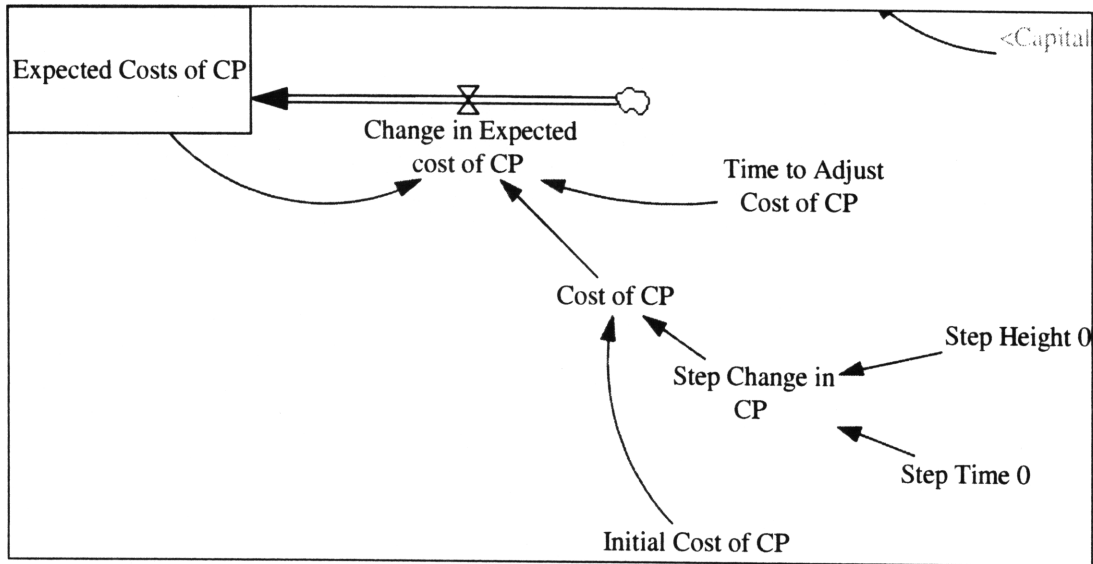 <Capital
Expected Costs of CP
Change in Expected
cost of CP
Time to Adjust
Cost of CP
Cost of CP
Step Height 0
Step Change in
CP
Step Time 0
Initial Cost of CP